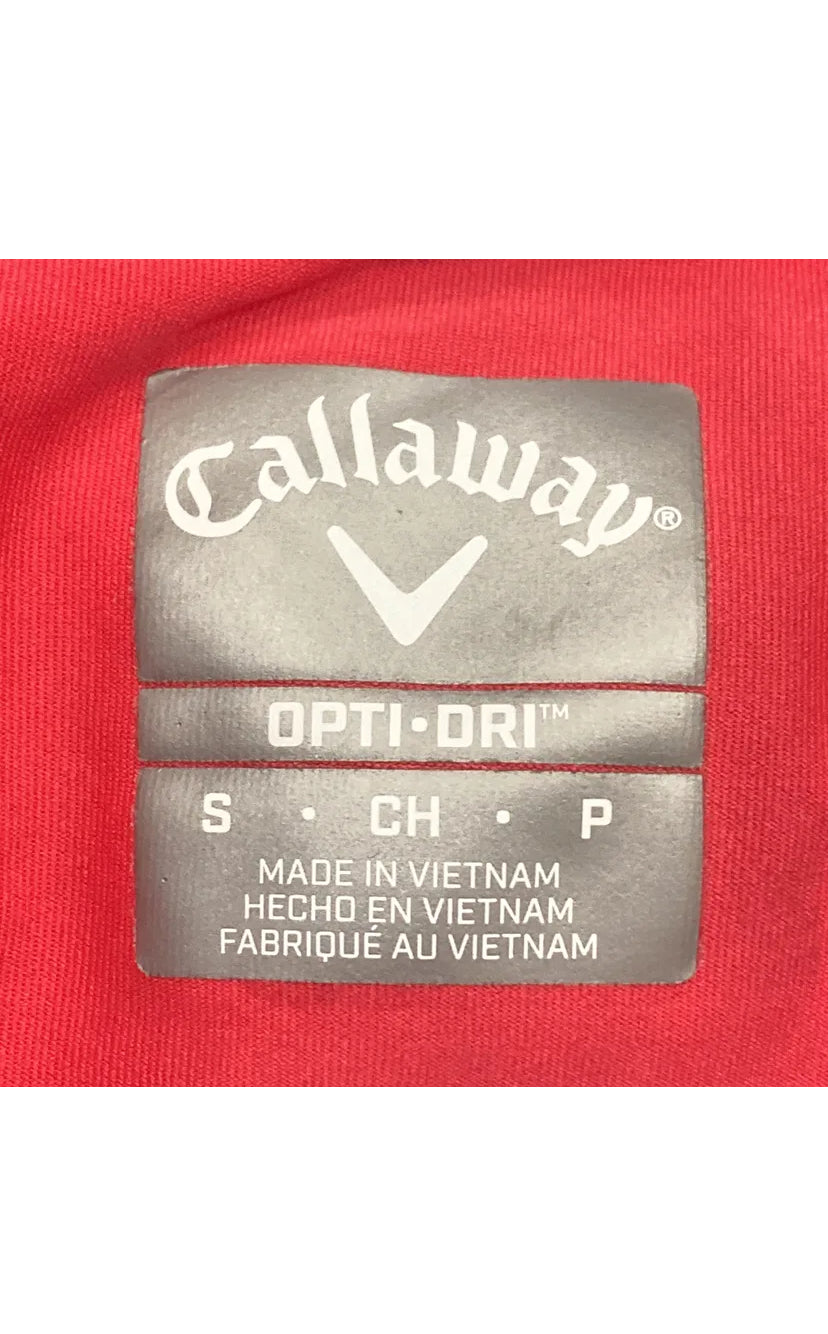 Callaway®
OPTI•DRI™
S • CH • P
MADE IN VIETNAM
HECHO EN VIETNAM
FABRIQUÉ AU VIETNAM